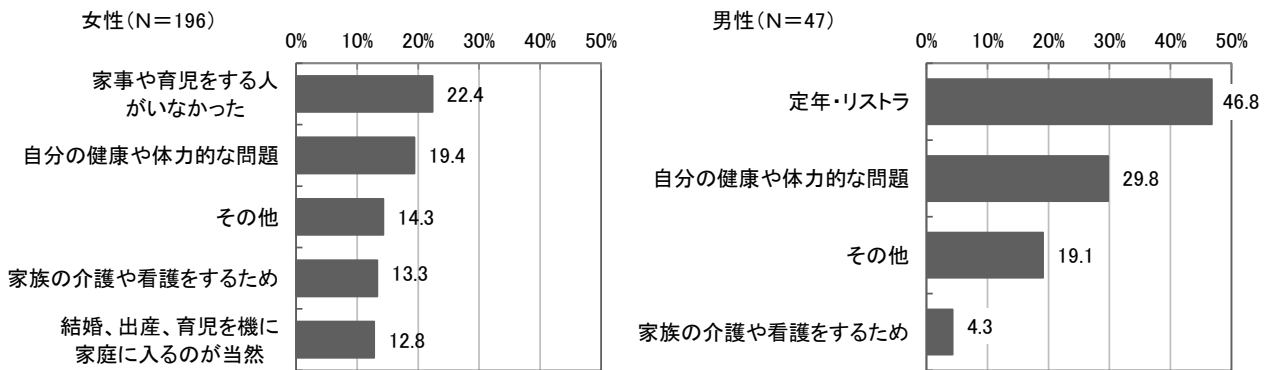 女性(N=196)
0% 10% 20% 30% 40% 50%
家事や育児をする人
がいなかった
22.4
自分の健康や体力的な問題
19.4
その他
14.3
家族の介護や看護をするため
13.3
結婚、出産、育児を機に
家庭に入るのが当然
12.8
男性(N=47)
0% 10% 20% 30% 40% 50%
定年・リストラ
46.8
自分の健康や体力的な問題
29.8
その他
19.1
家族の介護や看護をするため
4.3